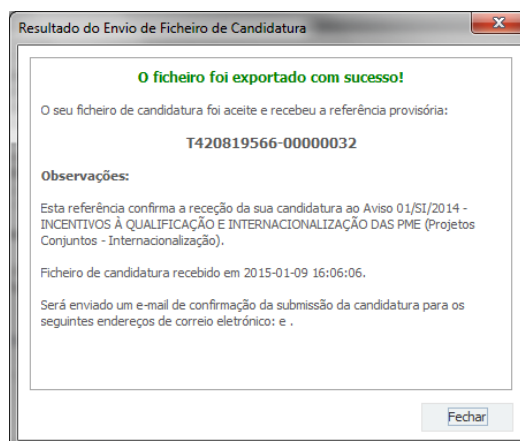 Resultado do Envio de Ficheiro de Candidatura
O ficheiro foi exportado com sucesso!
O seu ficheiro de candidatura foi aceite e recebeu a referência provisória:
T420819566-00000032
Observações:
Esta referência confirma a receção da sua candidatura ao Aviso 01/SI/2014 -
INCENTIVOS À QUALIFICAÇÃO E INTERNACIONALIZAÇÃO DAS PME (Projetos
Conjuntos - Internacionalização).
Ficheiro de candidatura recebido em 2015-01-09 16:06:06.
Será enviado um e-mail de confirmação da submissão da candidatura para os
seguintes endereços de correio eletrónico: e .
Fechar